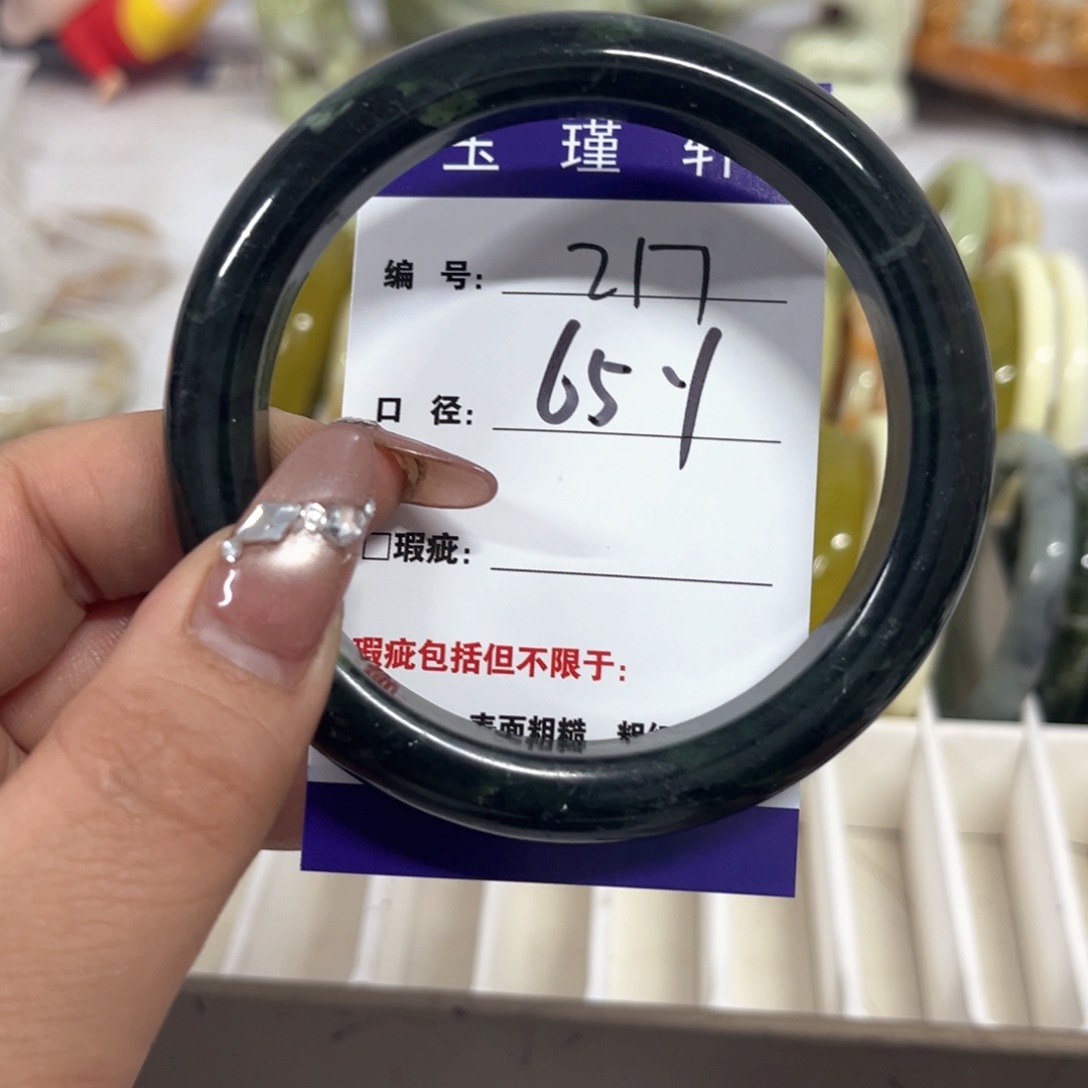 玉 瑾 轩
编 号: 217
口 径: 65.1
□瑕疵:
瑕疵包括但不限于:
表面粗糙